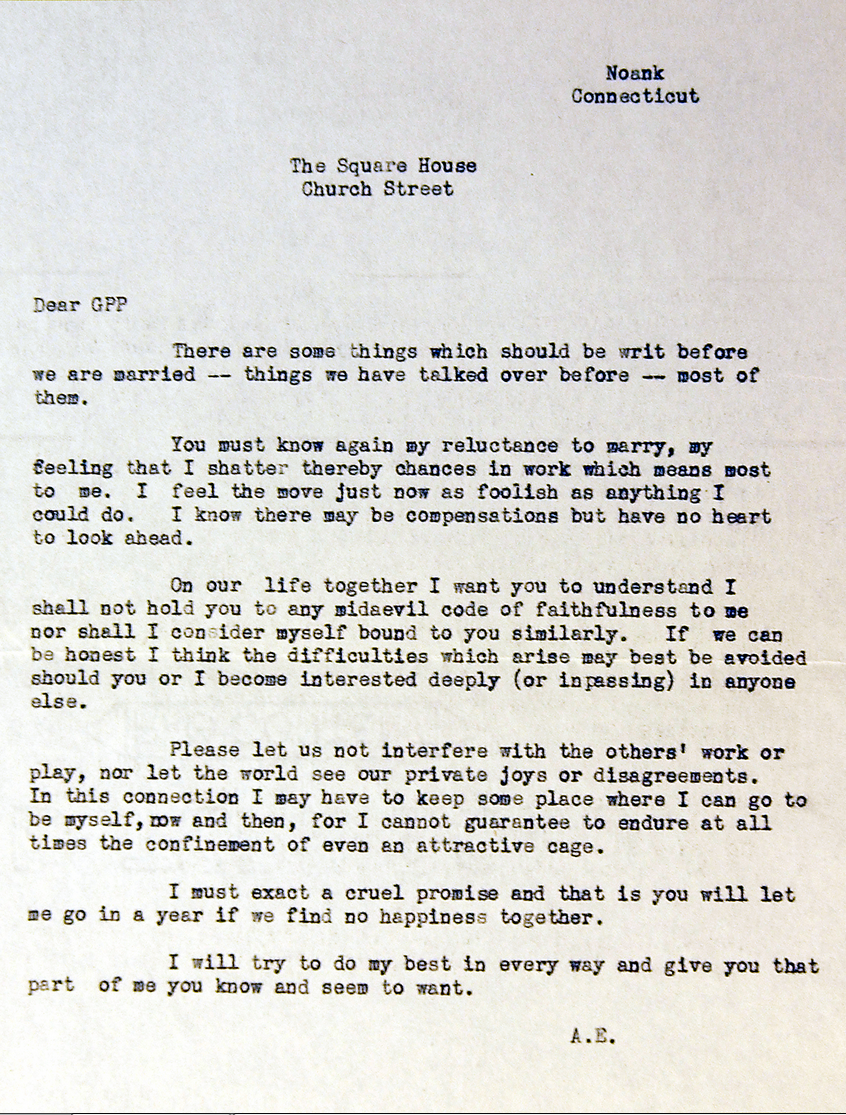 Noank
Connecticut
The Square House
Church Street
Dear GPP
There are some things which should be writ before
we are married -- things we have talked over before -- most of
them.
You must know again my reluctance to marry, my
feeling that I shatter thereby chances in work which means most
to me. I feel the move just now as foolish as anything I
could do. I know there may be compensations but have no heart
to look ahead.
On our life together I want you to understand I
shall not hold you to any midaevil code of faithfulness to me
nor shall I consider myself bound to you similarly. If we can
be honest I think the difficulties which arise may best be avoided
should you or I become interested deeply (or in passing) in anyone
else.
Please let us not interfere with the others' work or
play, nor let the world see our private joys or disagreements.
In this connection I may have to keep some place where I can go to
be myself, now and then, for I cannot guarantee to endure at all
times the confinement of even an attractive cage.
I must exact a cruel promise and that is you will let
me go in a year if we find no happiness together.
I will try to do my best in every way and give you that
part of me you know and seem to want.
A.E.